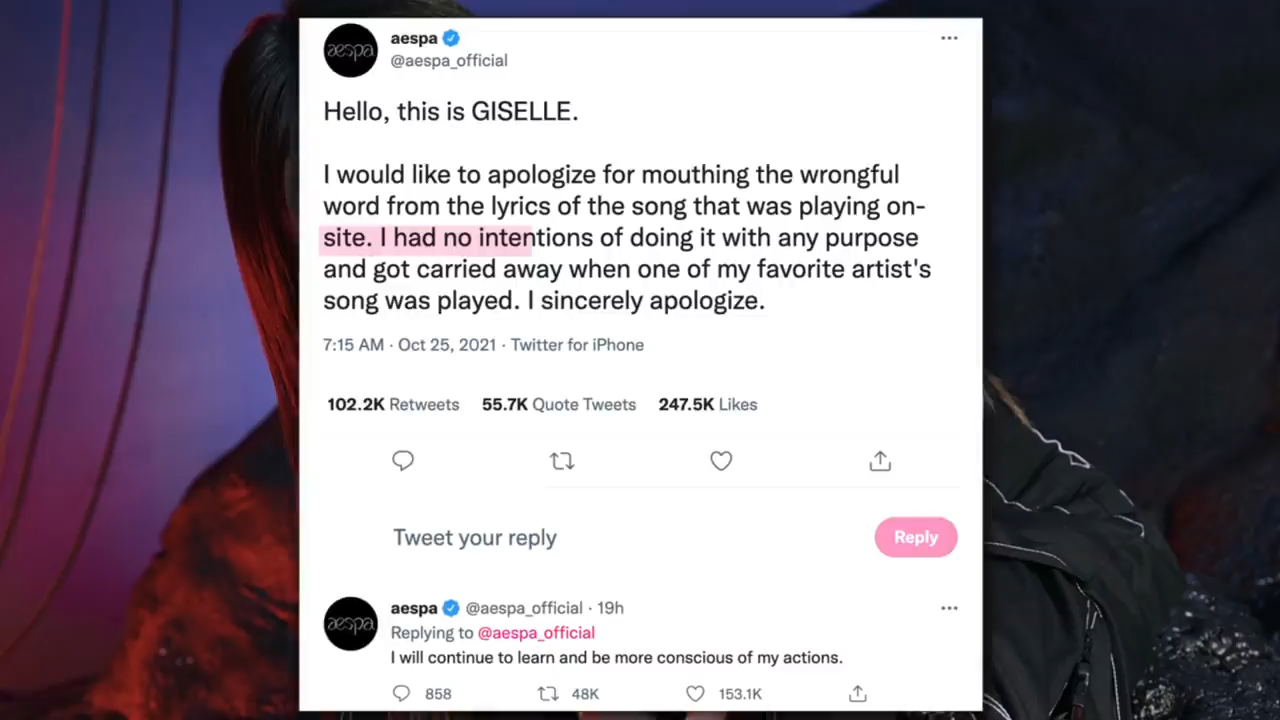 aespa
@aespa_official
aespa
Hello, this is GISELLE.
I would like to apologize for mouthing the wrongful
word from the lyrics of the song that was playing on-
site. I had no intentions of doing it with any purpose
and got carried away when one of my favorite artist's
song was played. I sincerely apologize.
7:15 AM · Oct 25, 2021 · Twitter for iPhone
102.2K Retweets 55.7K Quote Tweets 247.5K Likes
Tweet your reply
Reply
aespa @aespa_official · 19h
aespa
Replying to @aespa_official
I will continue to learn and be more conscious of my actions.
858 48K 153.1K